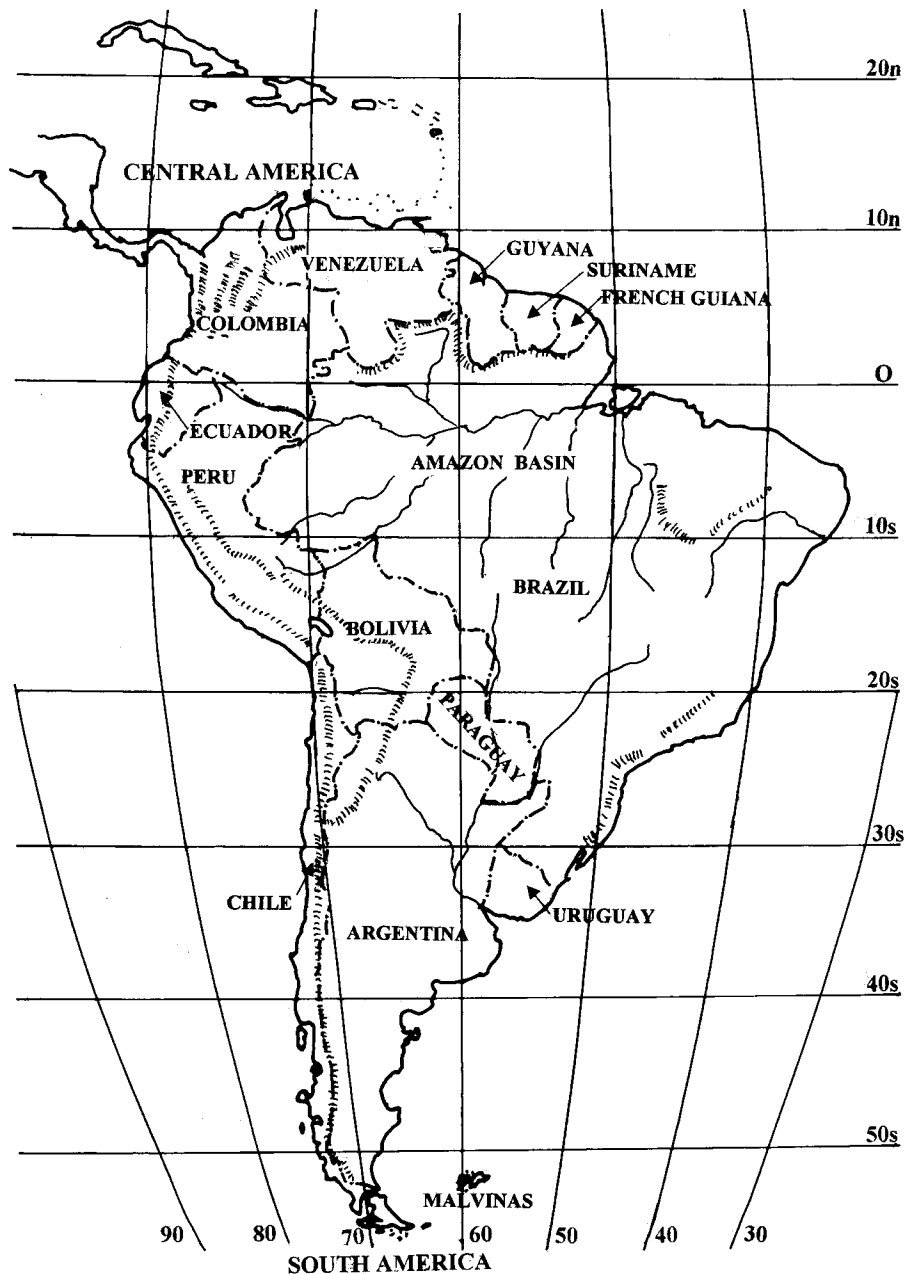 20n
CENTRAL AMERICA
10n
GUYANA
VENEZUELA
SURINAME
FRENCH GUIANA
COLOMBIA
O
ECUADOR
AMAZON BASIN
PERU
10s
BRAZIL
BOLIVIA
20s
PARAGUAY
30s
CHILE
URUGUAY
ARGENTINA
40s
50s
MALVINAS
90 80 70 60 50 40 30
SOUTH AMERICA